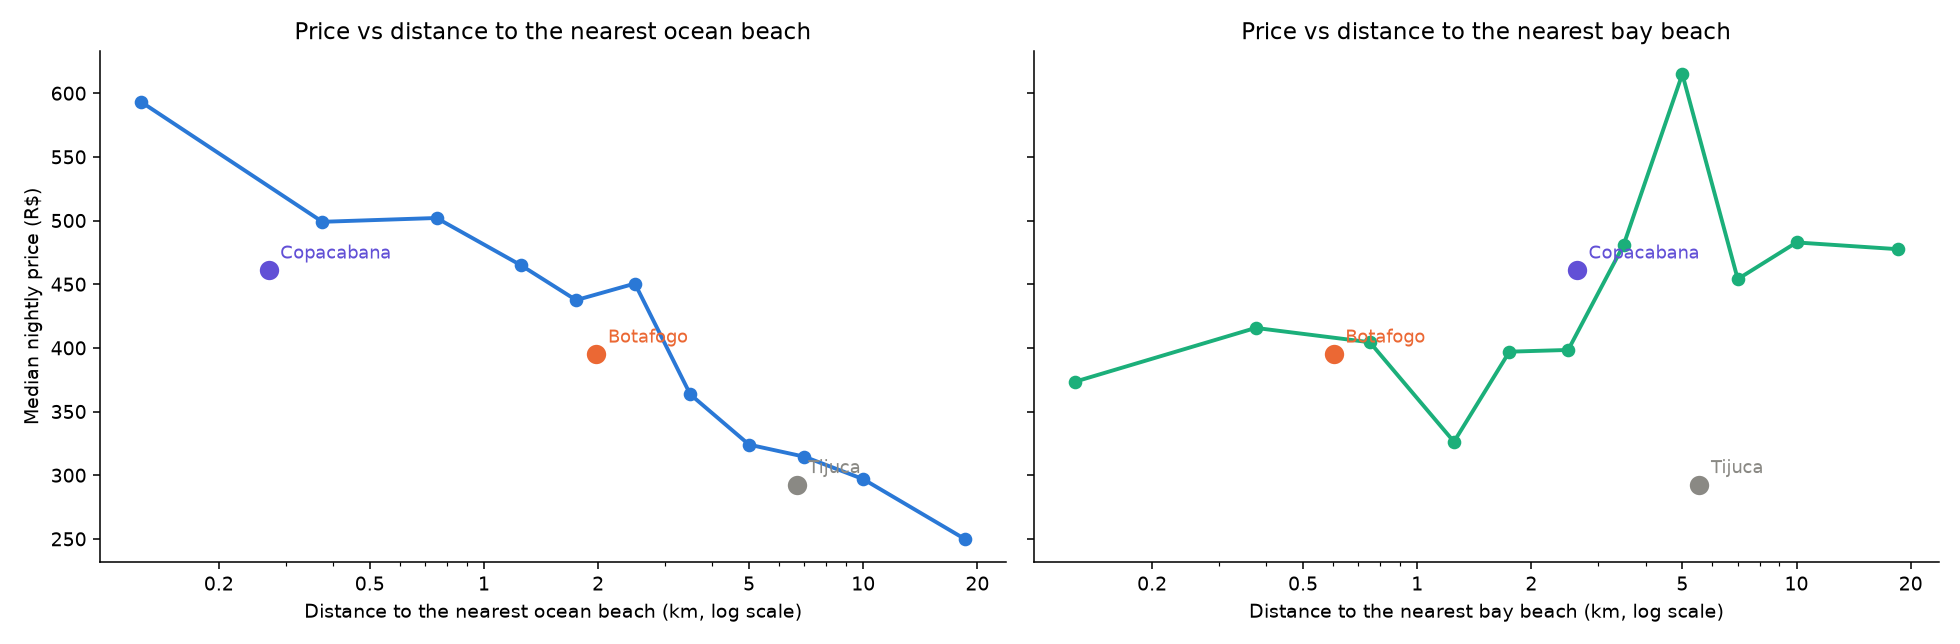 Price vs distance to the nearest ocean beach
Median nightly price (R$)
600
550
500
450
400
350
300
250
Copacabana
Botafogo
Tijuca
0.2 0.5 1 2 5 10 20
Distance to the nearest ocean beach (km, log scale)
Price vs distance to the nearest bay beach
Copacabana
Botafogo
Tijuca
0.2 0.5 1 2 5 10 20
Distance to the nearest bay beach (km, log scale)